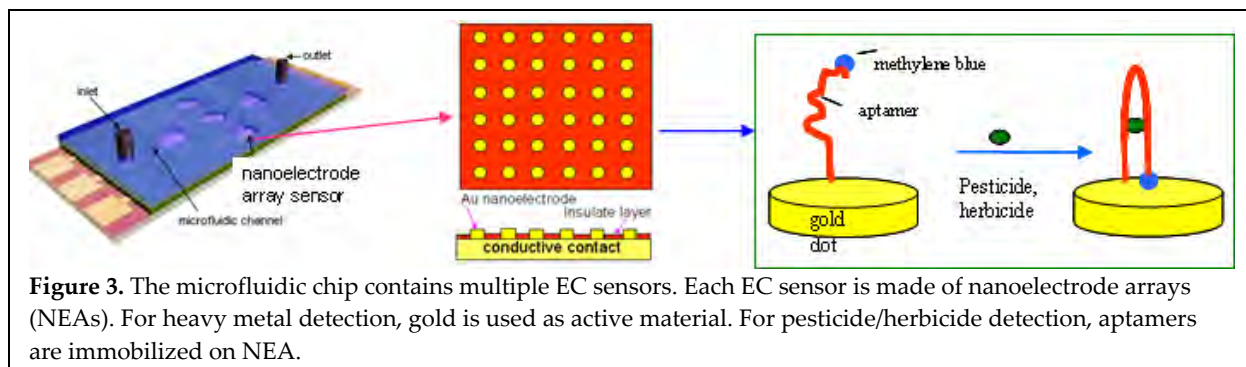 outlet
inlet
nanoelectrode
array sensor
microfluidic channel
Au nanoelectrode
Insulate layer
conductive contact
methylene blue
aptamer
Pesticide,
herbicide
gold
dot
Figure 3. The microfluidic chip contains multiple EC sensors. Each EC sensor is made of nanoelectrode arrays
(NEAs). For heavy metal detection, gold is used as active material. For pesticide/herbicide detection, aptamers
are immobilized on NEA.